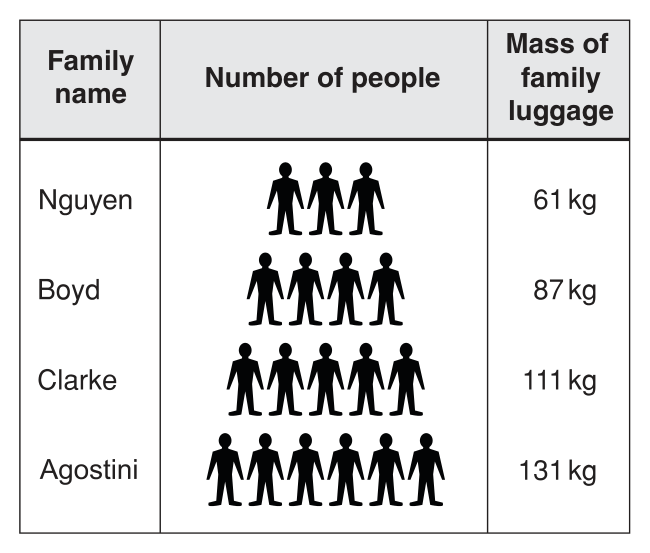 Family
name
Number of people
Mass of
family
luggage
Nguyen
61 kg
Boyd
87 kg
Clarke
111 kg
Agostini
131 kg